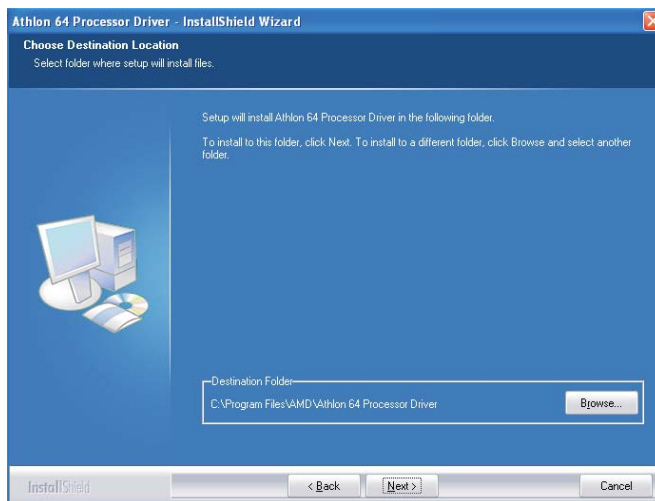 Athlon 64 Processor Driver - InstallShield Wizard
Choose Destination Location
Select folder where setup will install files.
Setup will install Athlon 64 Processor Driver in the following folder.
To install to this folder, click Next. To install to a different folder, click Browse and select another
folder.
Destination Folder
C:\Program Files\AMD\Athlon 64 Processor Driver
Browse...
InstallShield
< Back
Next >
Cancel